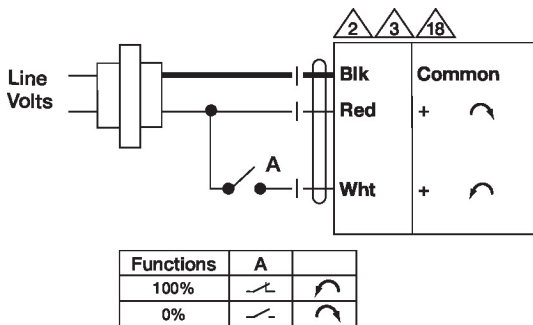 2 3 18
Line
Volts
Blk Common
Red +
A
Wht +
Functions A
100%
0%